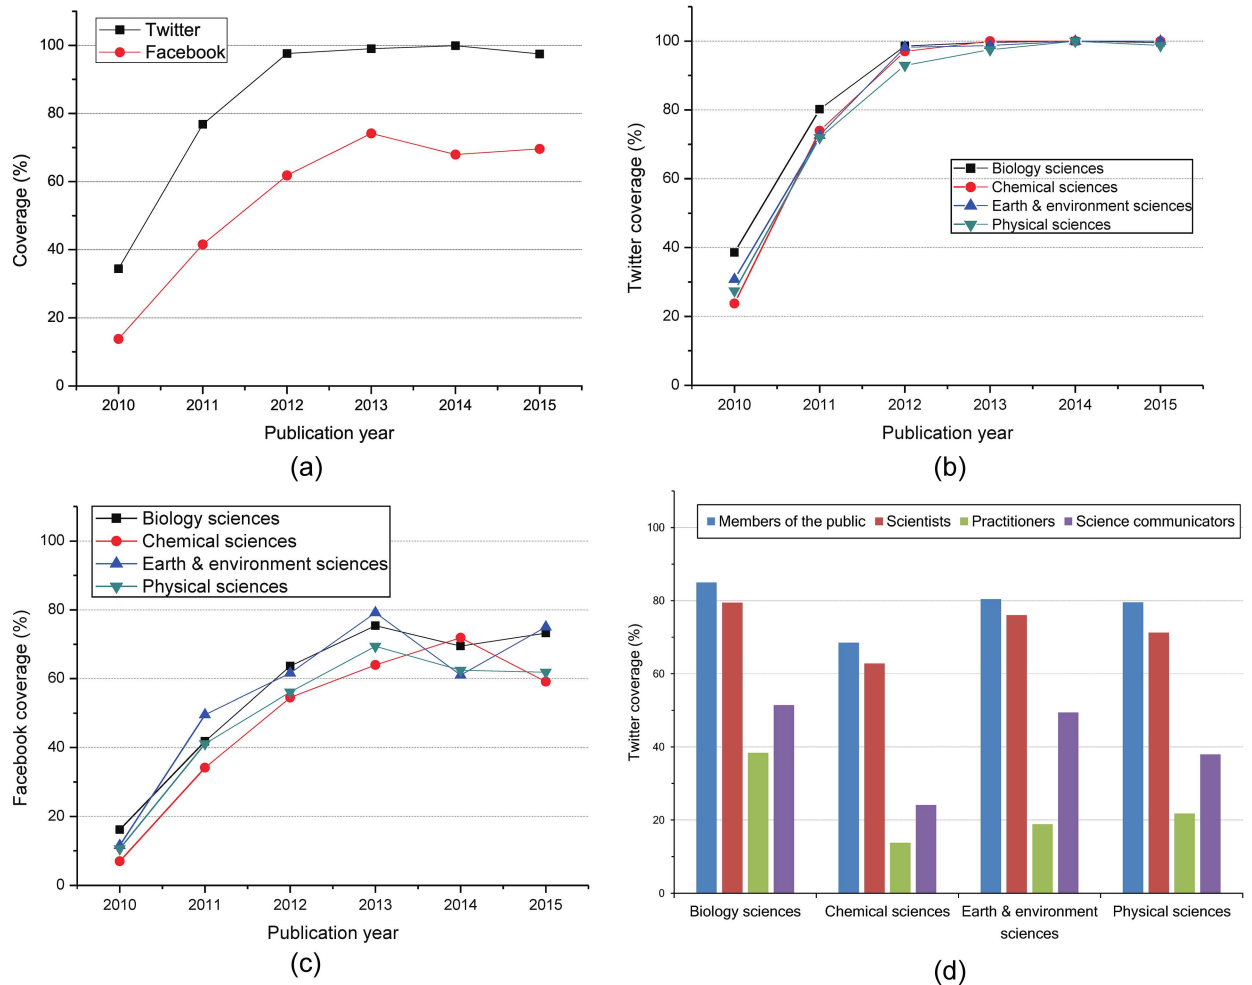 Twitter
Facebook
100
80
60
40
20
0
Coverage (%)
2010 2011 2012 2013 2014 2015
Publication year
(a)
100
80
60
40
20
0
Twitter coverage (%)
Biology sciences
Chemical sciences
Earth & environment sciences
Physical sciences
2010 2011 2012 2013 2014 2015
Publication year
(b)
Biology sciences
Chemical sciences
Earth & environment sciences
Physical sciences
100
80
60
40
20
0
Facebook coverage (%)
2010 2011 2012 2013 2014 2015
Publication year
(c)
Members of the public Scientists Practitioners Science communicators
100
80
60
40
20
0
Twitter coverage (%)
Biology sciences Chemical sciences Earth & environment Physical sciences
sciences
(d)